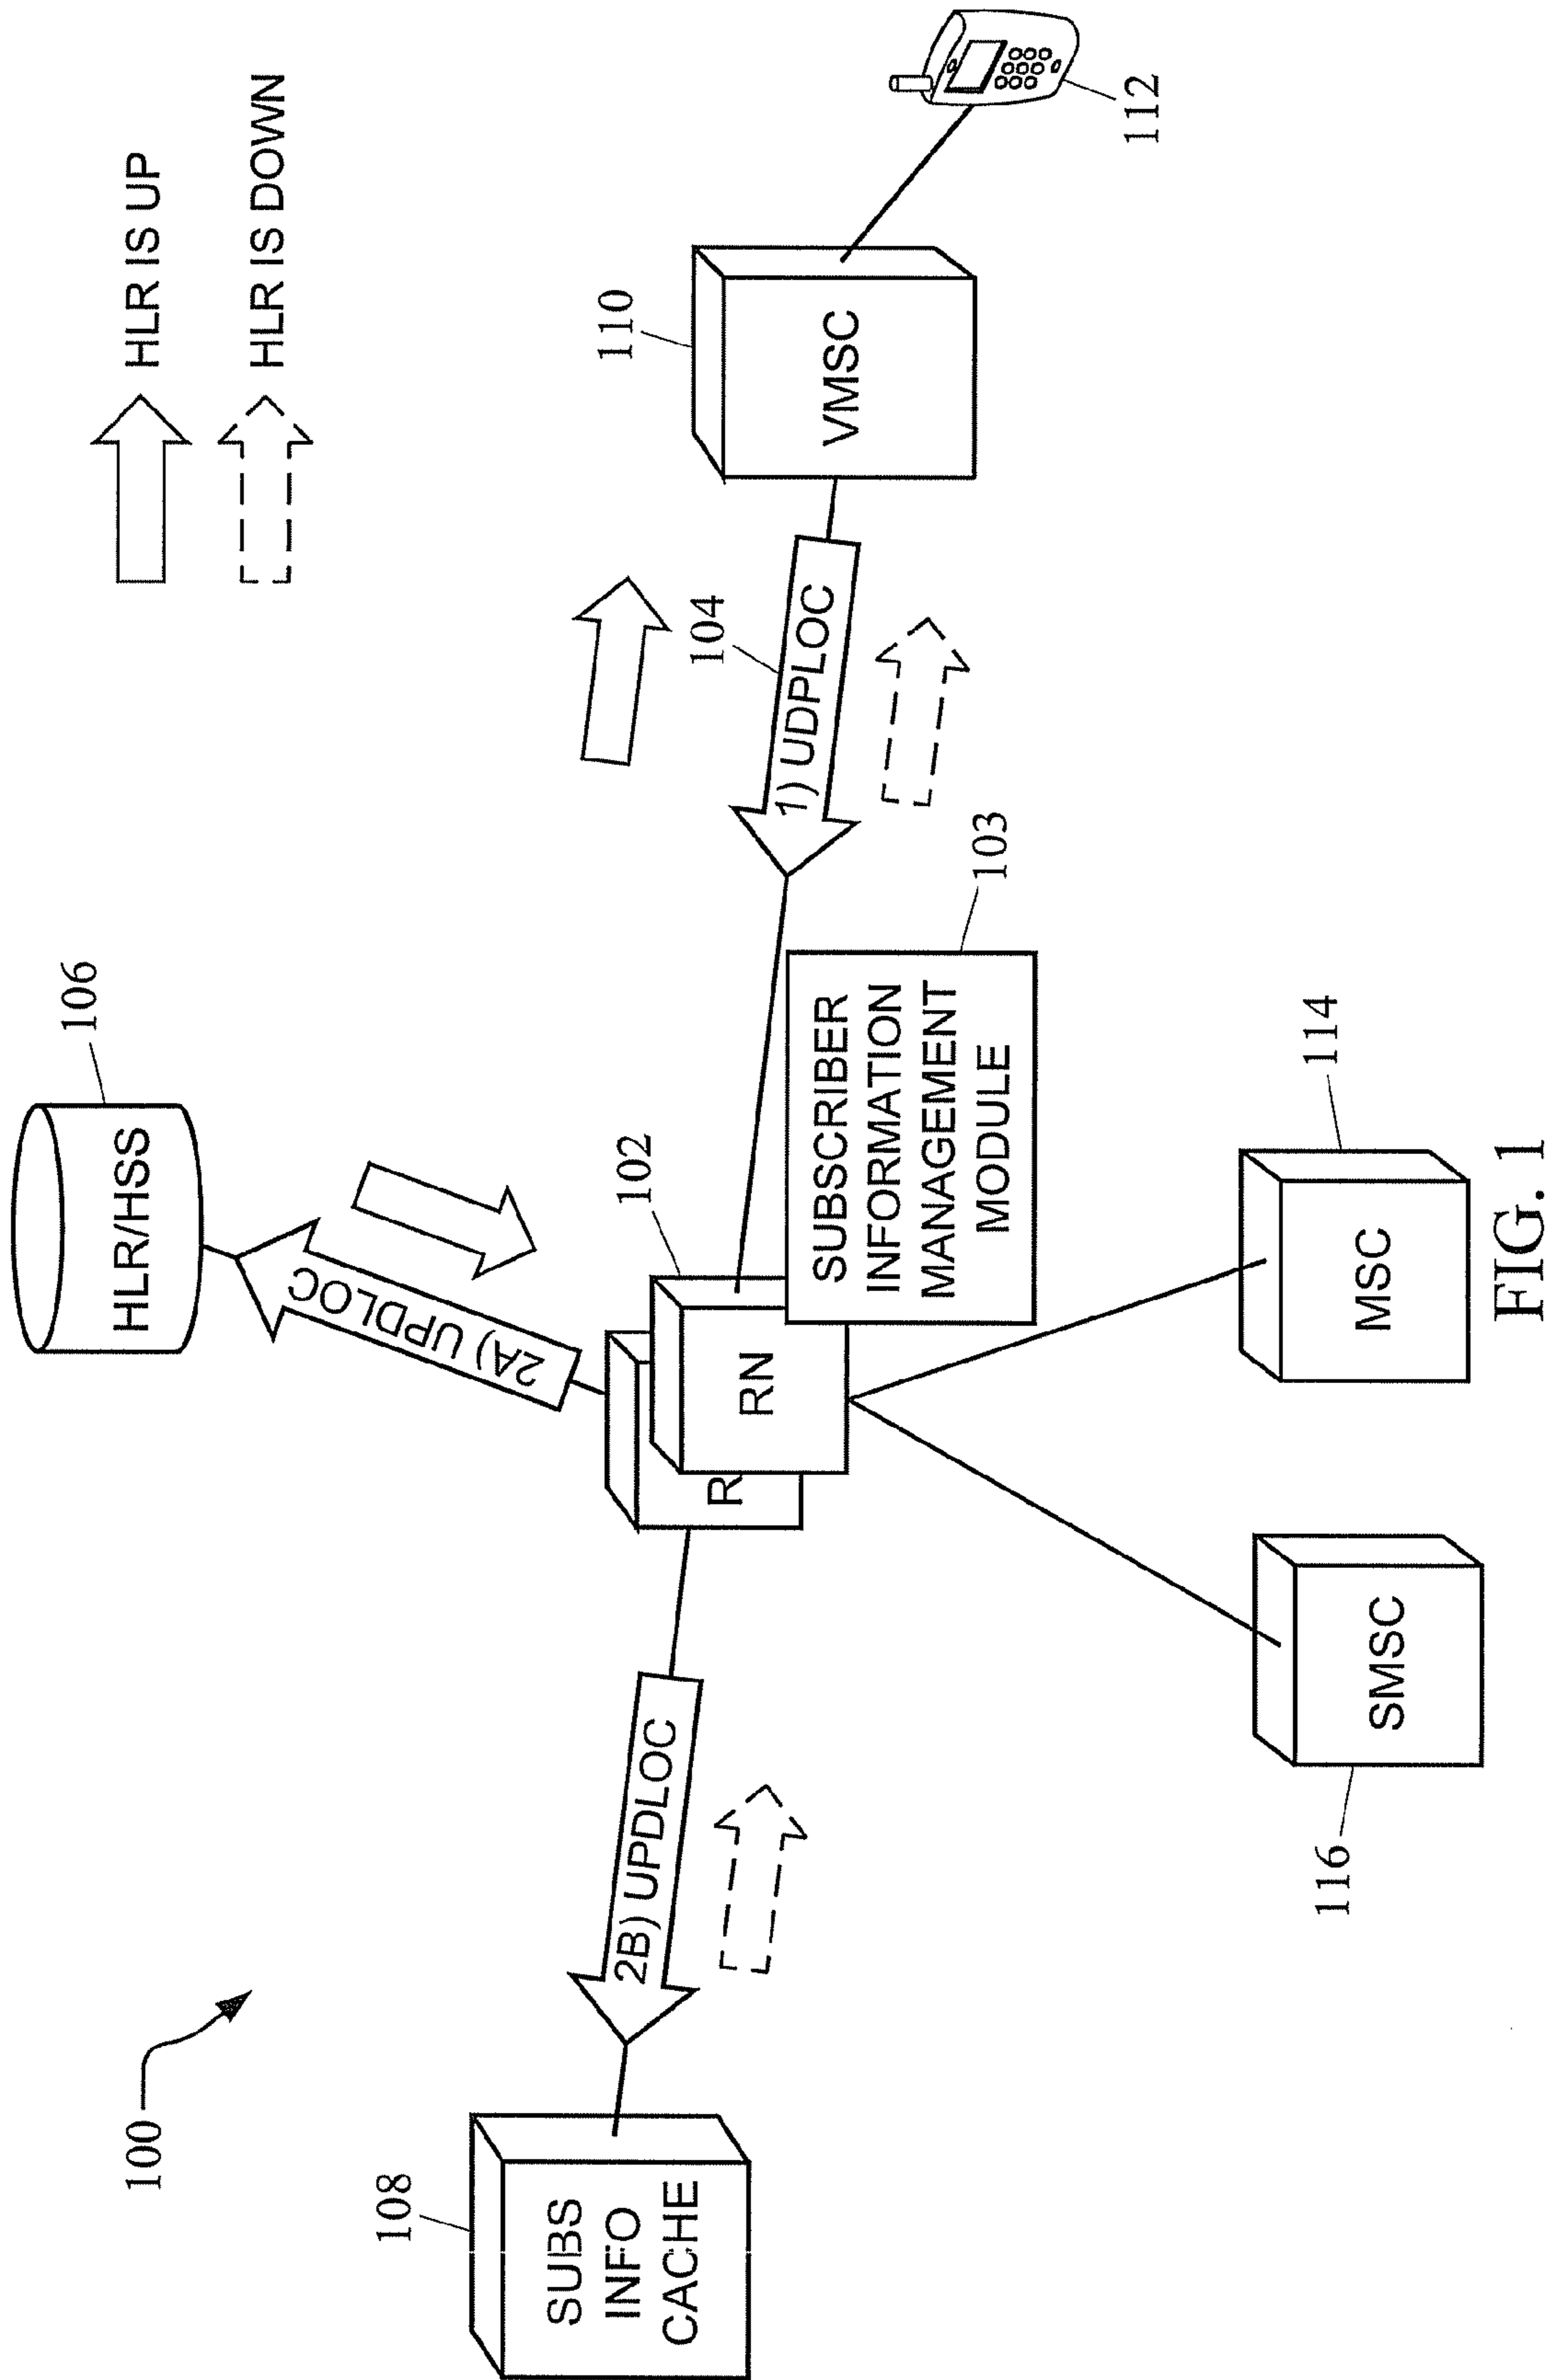 100
HLR IS UP
HLR IS DOWN
106
HLR/HSS
2A) UPDLOC
108
SUBS
INFO
CACHE
2B) UPDLOC
102
R
RN
104
1) UDPLOC
110
VMSC
112
103
SUBSCRIBER
INFORMATION
MANAGEMENT
MODULE
116
SMSC
114
MSC
FIG. 1